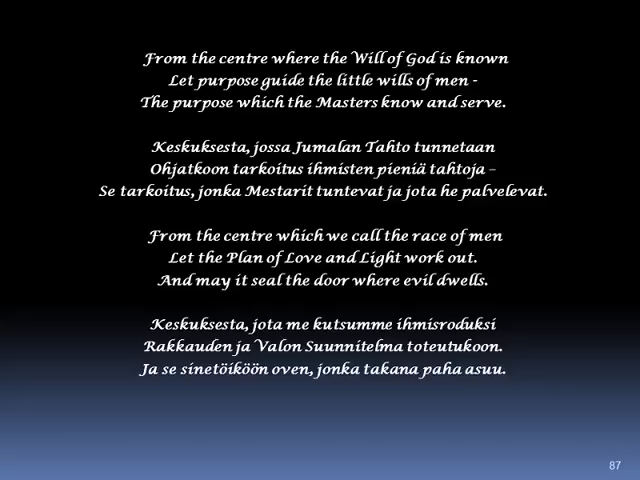 From the centre where the Will of God is known
Let purpose guide the little wills of men -
The purpose which the Masters know and serve.
Keskuksesta, jossa Jumalan Tahto tunnetaan
Ohjatkoon tarkoitus ihmisten pieniä tahtoja –
Se tarkoitus, jonka Mestarit tuntevat ja jota he palvelevat.
From the centre which we call the race of men
Let the Plan of Love and Light work out.
And may it seal the door where evil dwells.
Keskuksesta, jota me kutsumme ihmisroduksi
Rakkauden ja Valon Suunnitelma toteutukoon.
Ja se sinetöiköön oven, jonka takana paha asuu.
87